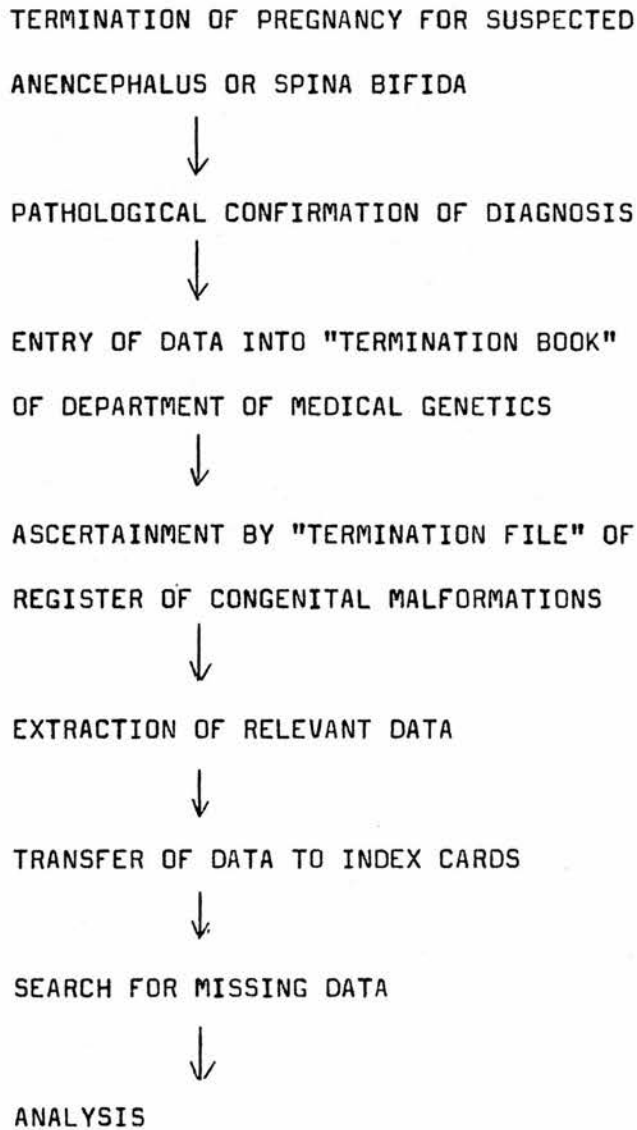 TERMINATION OF PREGNANCY FOR SUSPECTED
ANENCEPHALUS OR SPINA BIFIDA
PATHOLOGICAL CONFIRMATION OF DIAGNOSIS
ENTRY OF DATA INTO "TERMINATION BOOK"
OF DEPARTMENT OF MEDICAL GENETICS
ASCERTAINMENT BY "TERMINATION FILE" OF
REGISTER OF CONGENITAL MALFORMATIONS
EXTRACTION OF RELEVANT DATA
TRANSFER OF DATA TO INDEX CARDS
SEARCH FOR MISSING DATA
ANALYSIS